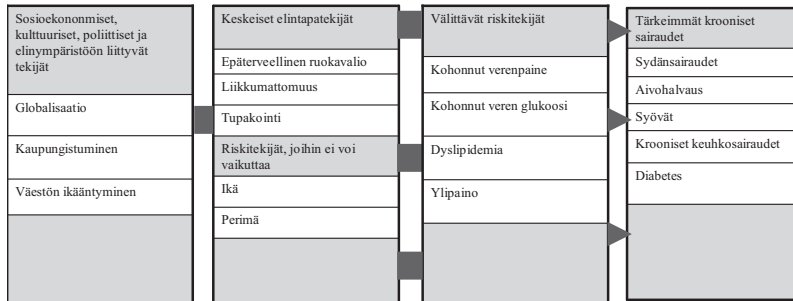 Sosioekononmiset,
kulttuuriset, poliittiset ja
elinympäristöön liittyvät
tekijät
Globalisaatio
Kaupungistuminen
Väestön ikääntyminen
Keskeiset elintapatekijät
Epäterveellinen ruokavalio
Liikkumattomuus
Tupakointi
Riskitekijät, joihin ei voi
vaikuttaa
Ikä
Perimä
Välittävät riskitekijät
Kohonnut verenpaine
Kohonnut veren glukoosi
Dyslipidemia
Ylipaino
Tärkeimmät krooniset
sairaudet
Sydänsairaudet
Aivohalvaus
Syövät
Krooniset keuhkosairaudet
Diabetes